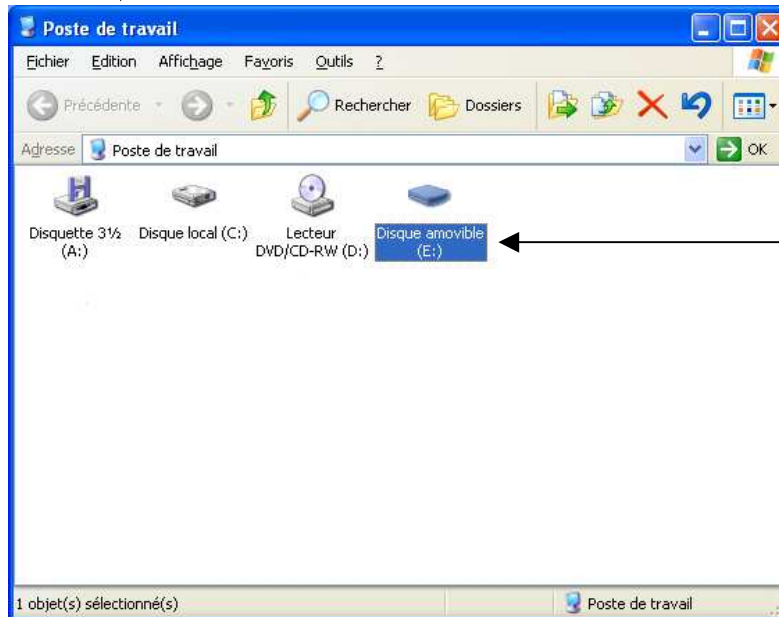 Poste de travail
Fichier Edition Affichage Favoris Outils ?
Précédente Rechercher Dossiers
Adresse Poste de travail OK
Disquette 3½ Disque local (C:) Lecteur Disque amovible
(A:) DVD/CD-RW (D:) (E:)
1 objet(s) sélectionné(s) Poste de travail